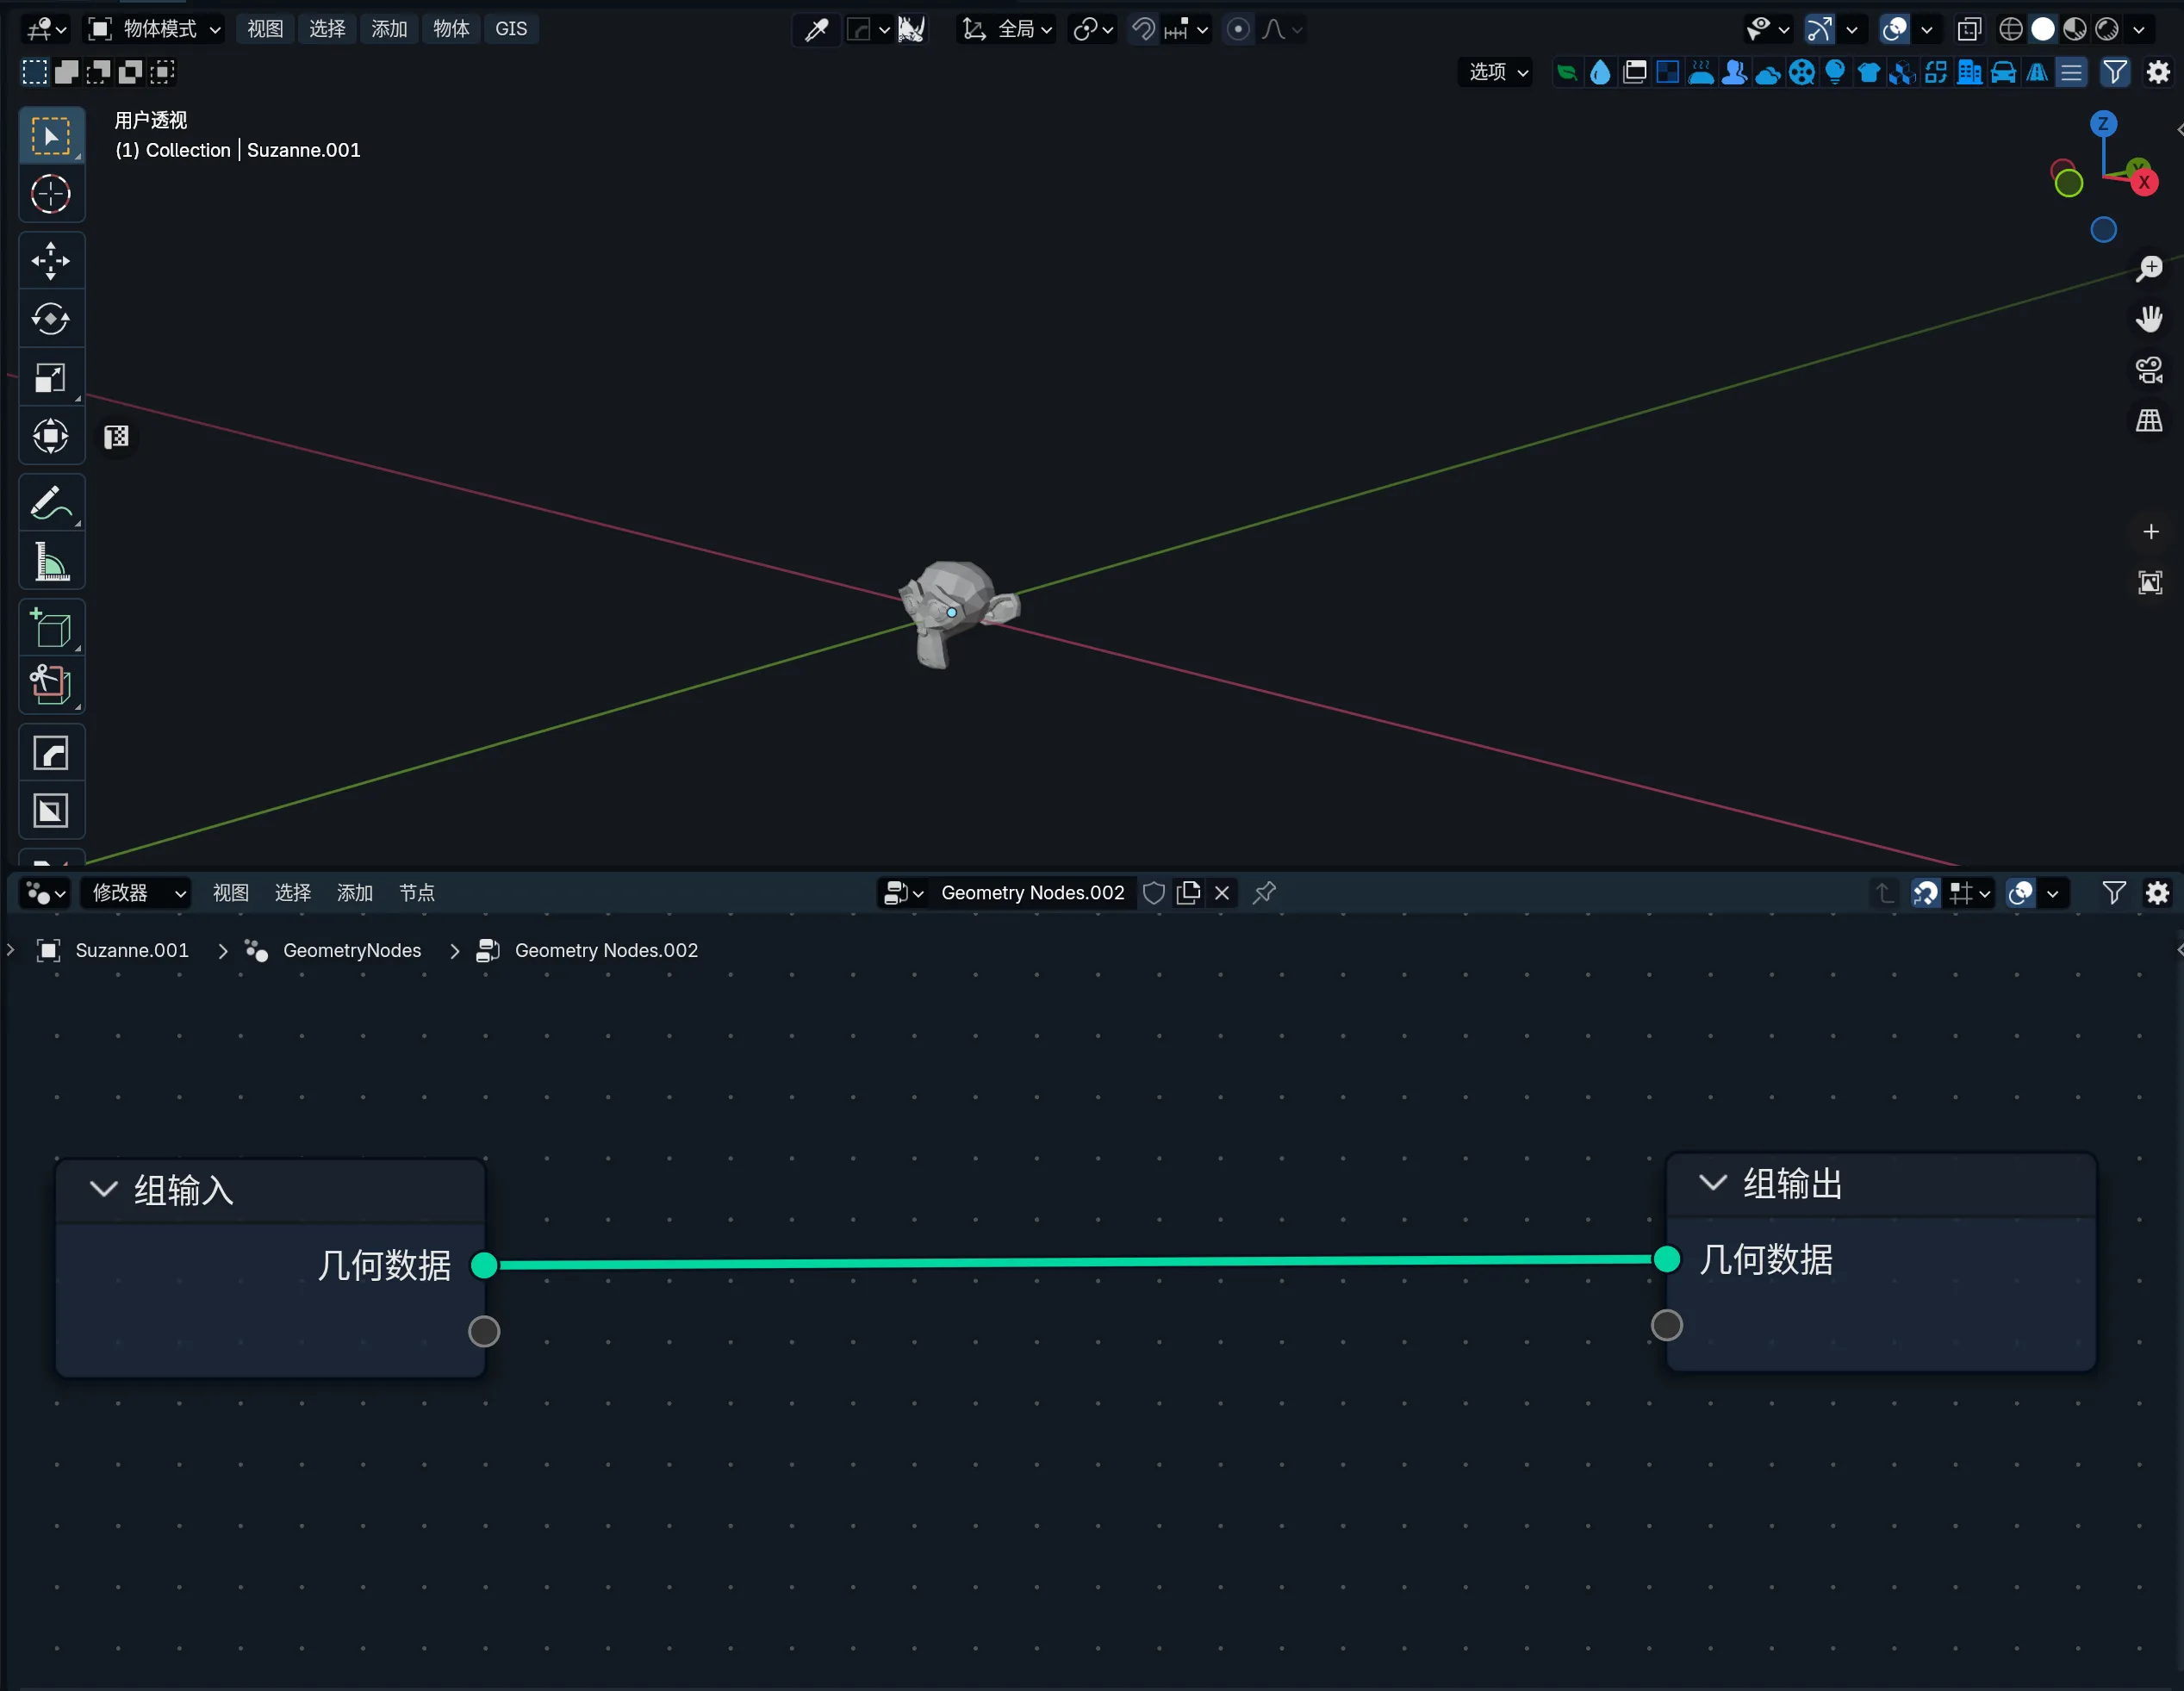 物体模式 视图 选择 添加 物体 GIS 全局
选项
用户透视
(1) Collection | Suzanne.001
Z
Y
X
修改器 视图 选择 添加 节点 Geometry Nodes.002
Suzanne.001 GeometryNodes Geometry Nodes.002
组输入
几何数据
组输出
几何数据